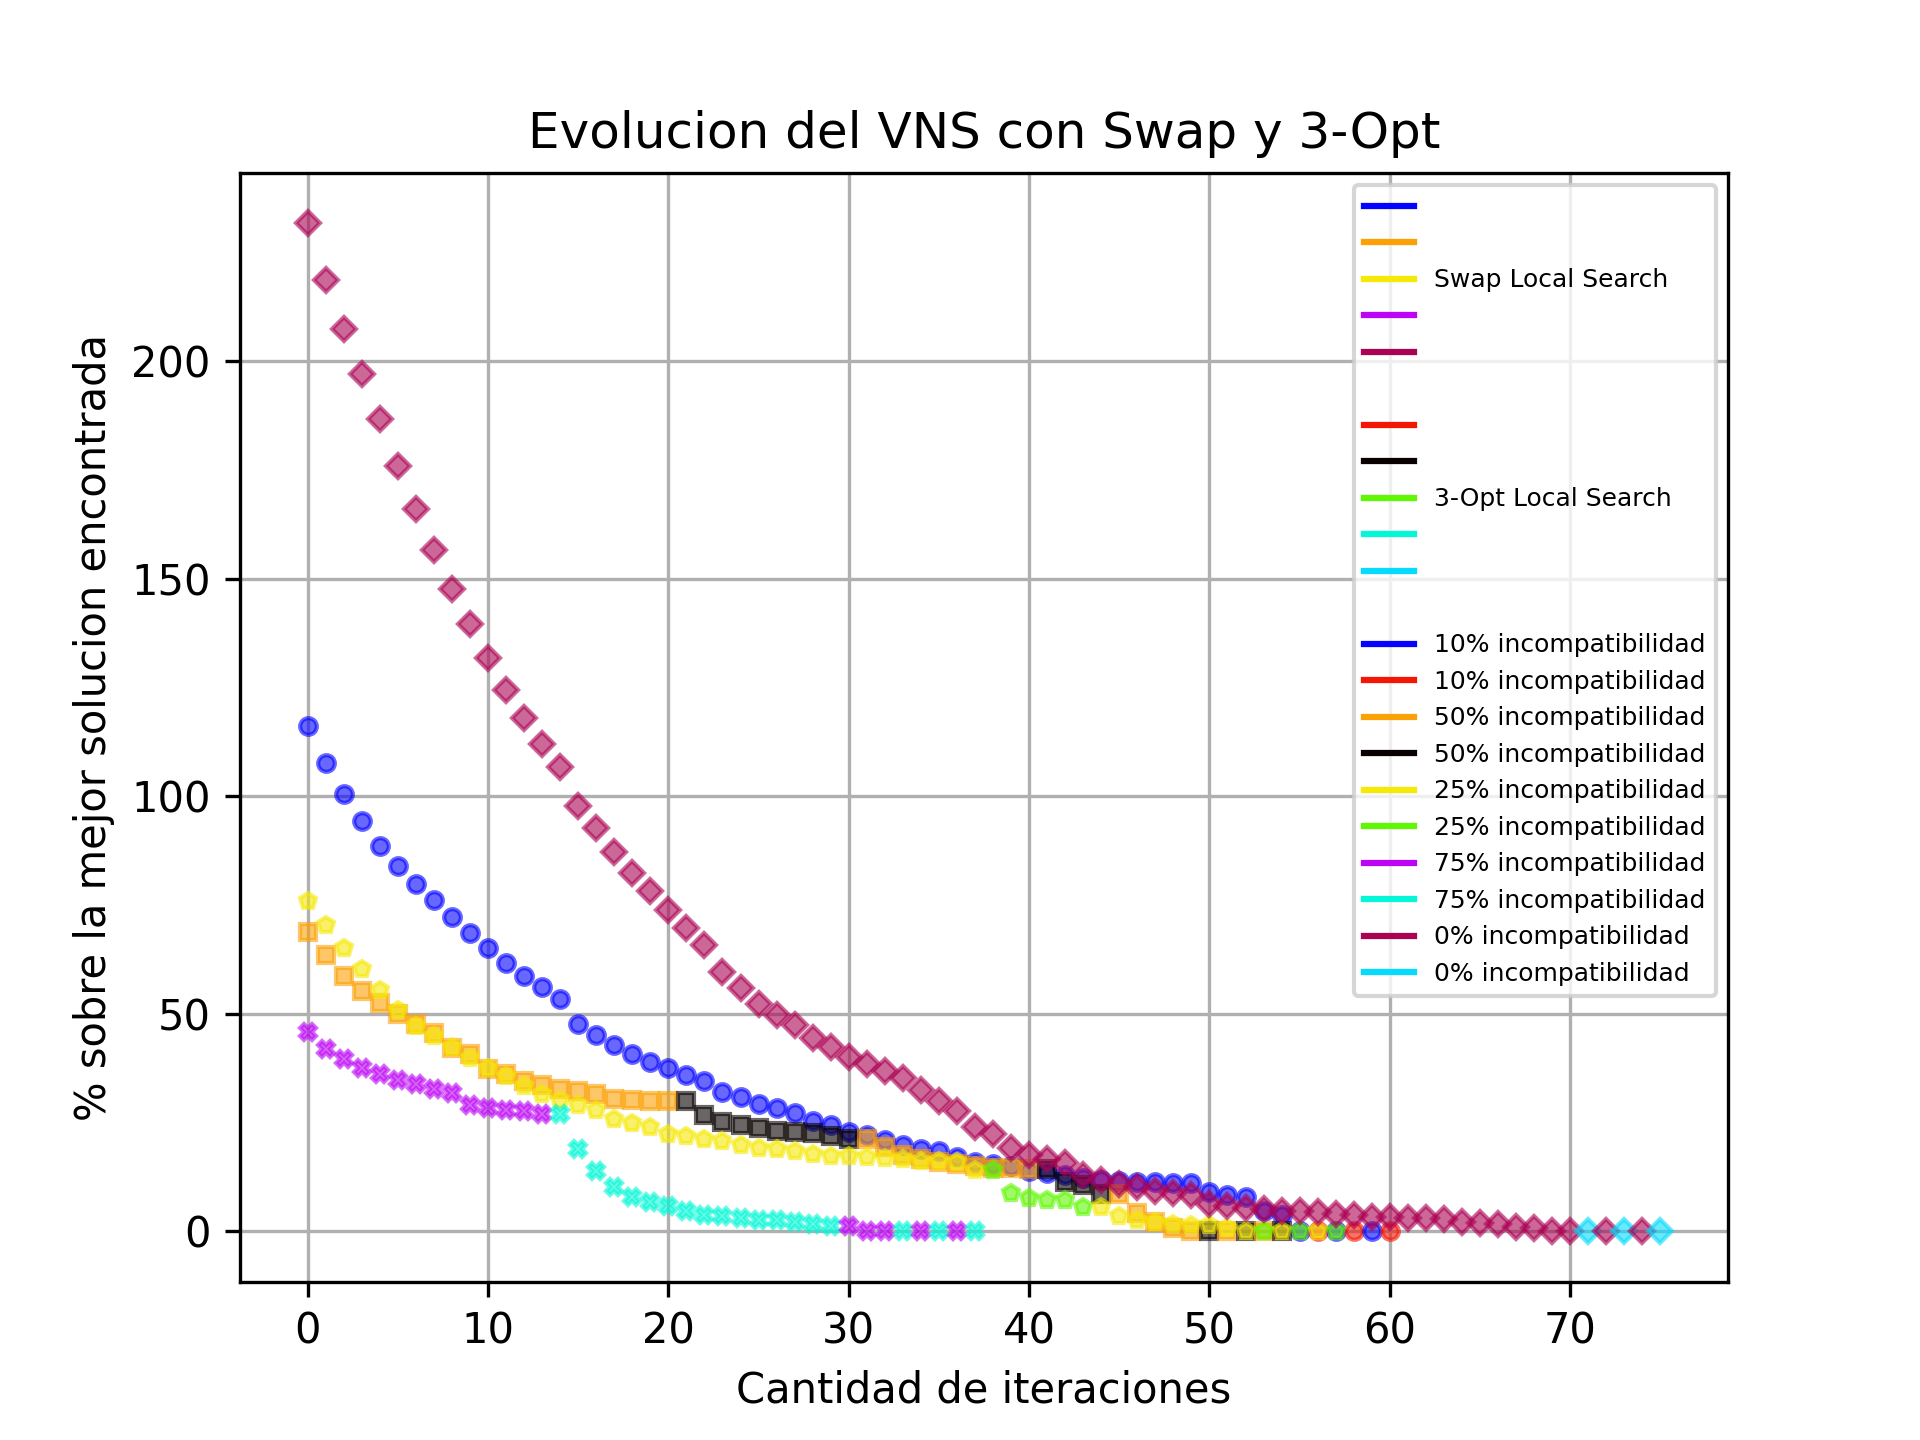 Evolucion del VNS con Swap y 3-Opt
% sobre la mejor solucion encontrada
200
150
100
50
0
Swap Local Search
3-Opt Local Search
10% incompatibilidad
10% incompatibilidad
50% incompatibilidad
50% incompatibilidad
25% incompatibilidad
25% incompatibilidad
75% incompatibilidad
75% incompatibilidad
0% incompatibilidad
0% incompatibilidad
0 10 20 30 40 50 60 70
Cantidad de iteraciones